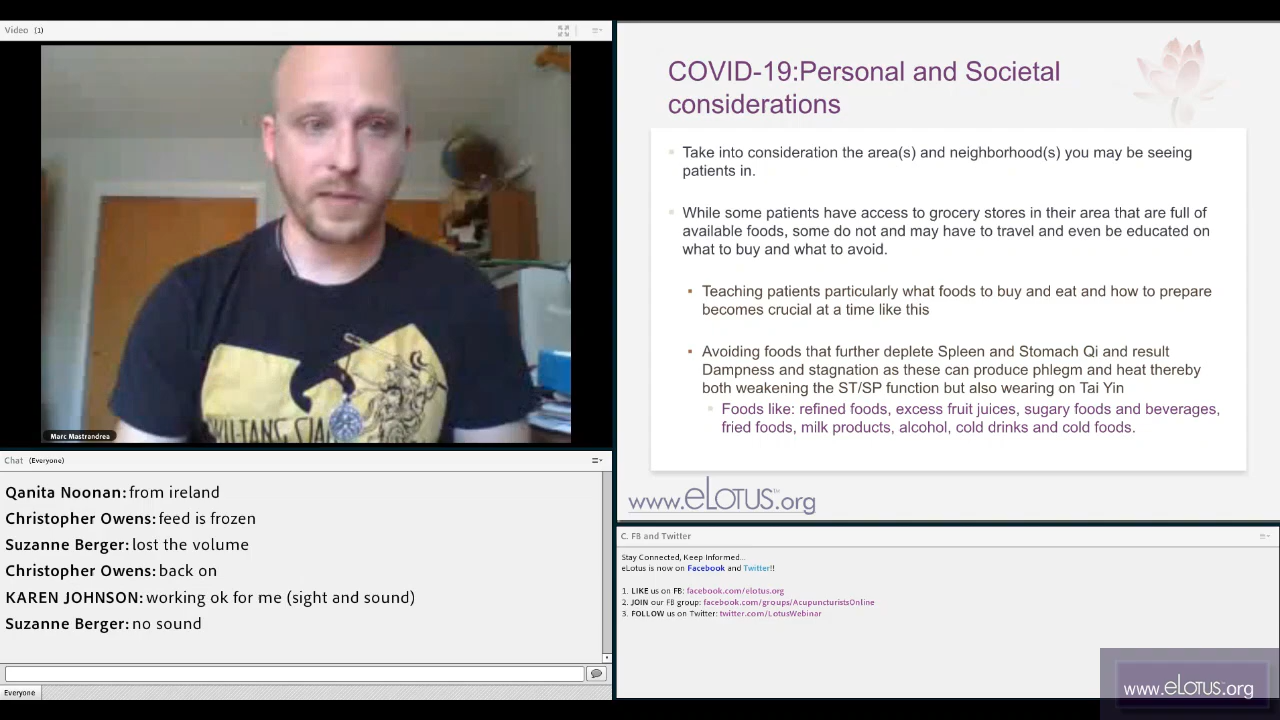 Video (1)
Marc Mastrandrea
WUTANG CLA
Chat (Everyone)
Qanita Noonan: from ireland
Christopher Owens: feed is frozen
Suzanne Berger: lost the volume
Christopher Owens: back on
KAREN JOHNSON: working ok for me (sight and sound)
Suzanne Berger: no sound
Everyone
COVID-19:Personal and Societal
considerations
Take into consideration the area(s) and neighborhood(s) you may be seeing
patients in.
While some patients have access to grocery stores in their area that are full of
available foods, some do not and may have to travel and even be educated on
what to buy and what to avoid.
Teaching patients particularly what foods to buy and eat and how to prepare
becomes crucial at a time like this
Avoiding foods that further deplete Spleen and Stomach Qi and result
Dampness and stagnation as these can produce phlegm and heat thereby
both weakening the ST/SP function but also wearing on Tai Yin
Foods like: refined foods, excess fruit juices, sugary foods and beverages,
fried foods, milk products, alcohol, cold drinks and cold foods.
www.eLOTUS.org
C. FB and Twitter
Stay Connected, Keep Informed...
eLotus is now on Facebook and Twitter!!
1. LIKE us on FB: facebook.com/elotus.org
2. JOIN our FB group: facebook.com/groups/AcupuncturistsOnline
3. FOLLOW us on Twitter: twitter.com/LotusWebinar
www.eLOTUS.org